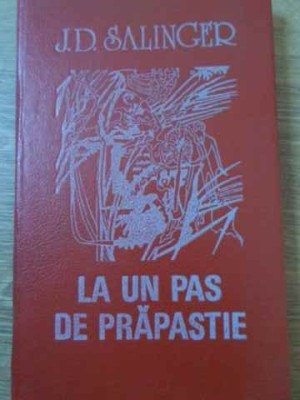 J.D. SALINGER
LA UN PAS
DE PRĂPASTIE